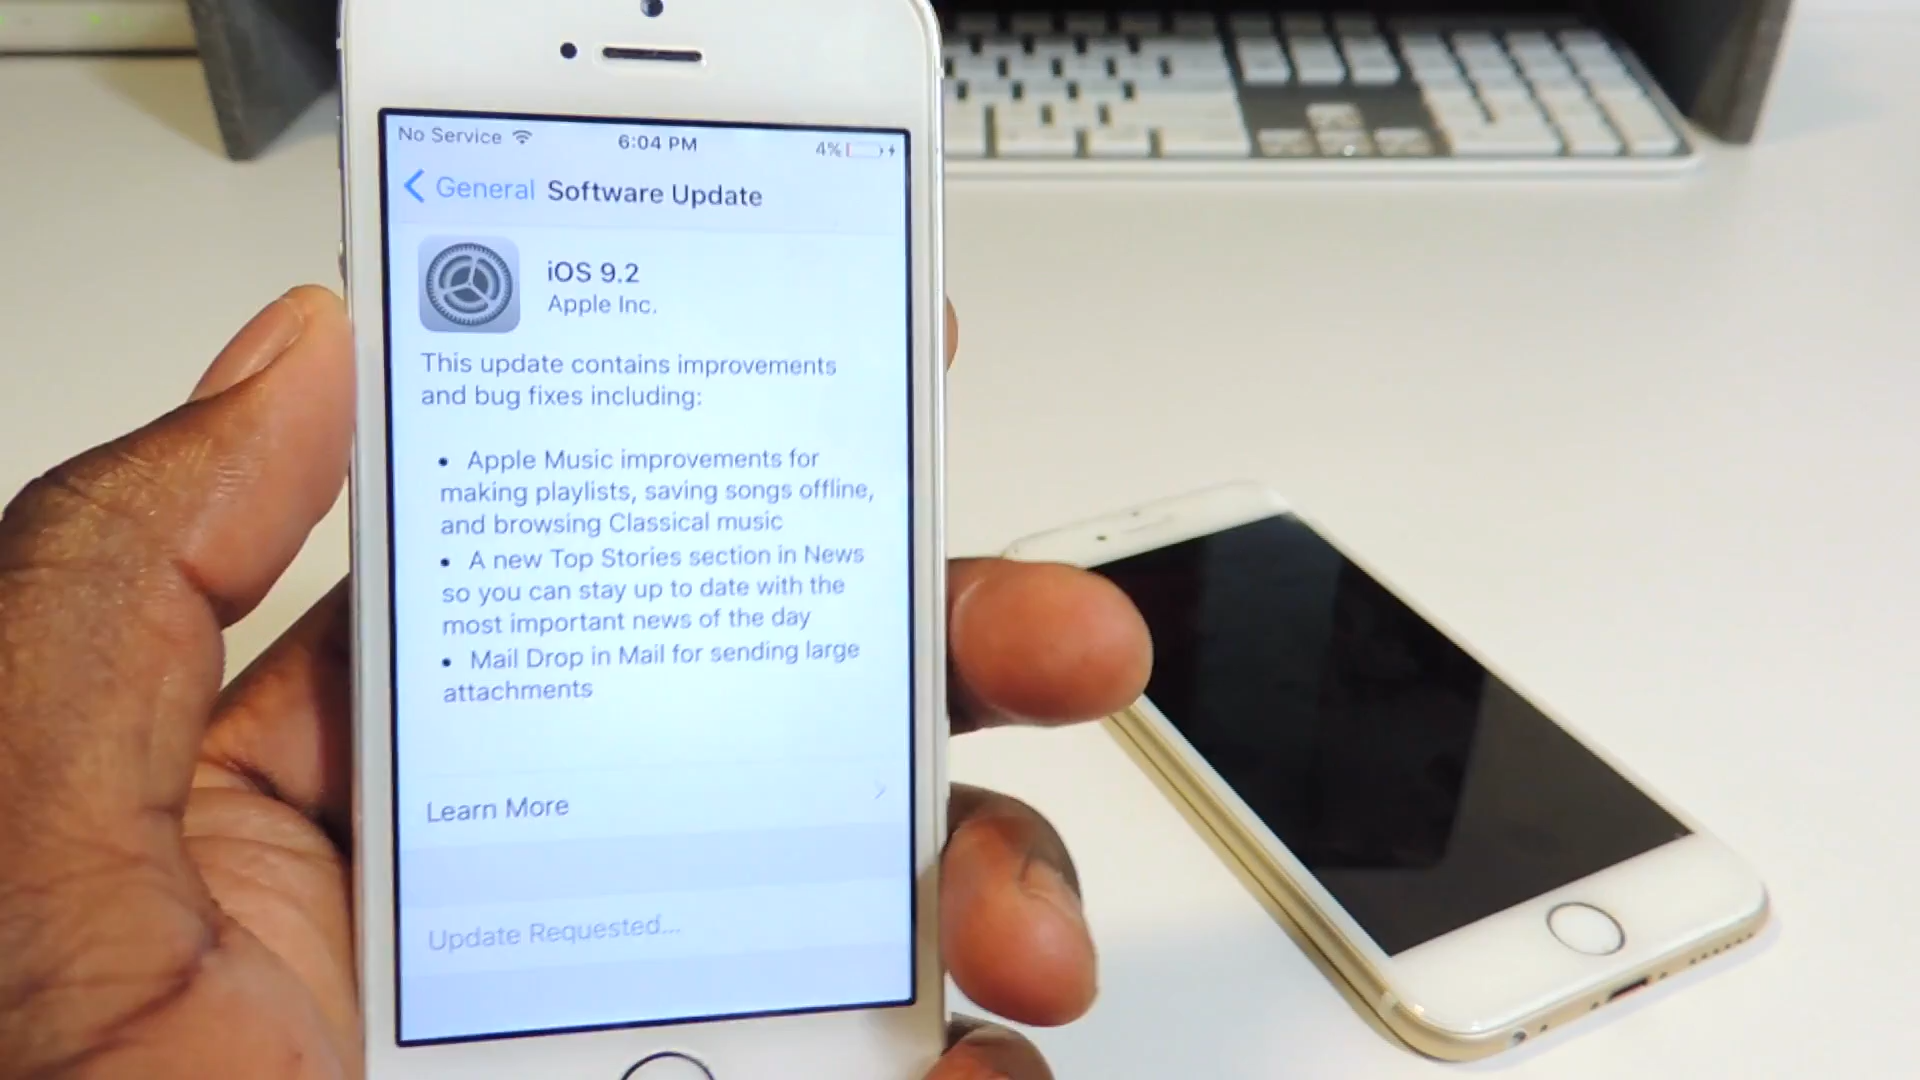 No Service 6:04 PM 4%
General Software Update
iOS 9.2
Apple Inc.
This update contains improvements
and bug fixes including:
• Apple Music improvements for
making playlists, saving songs offline,
and browsing Classical music
• A new Top Stories section in News
so you can stay up to date with the
most important news of the day
• Mail Drop in Mail for sending large
attachments
Learn More
Update Requested...